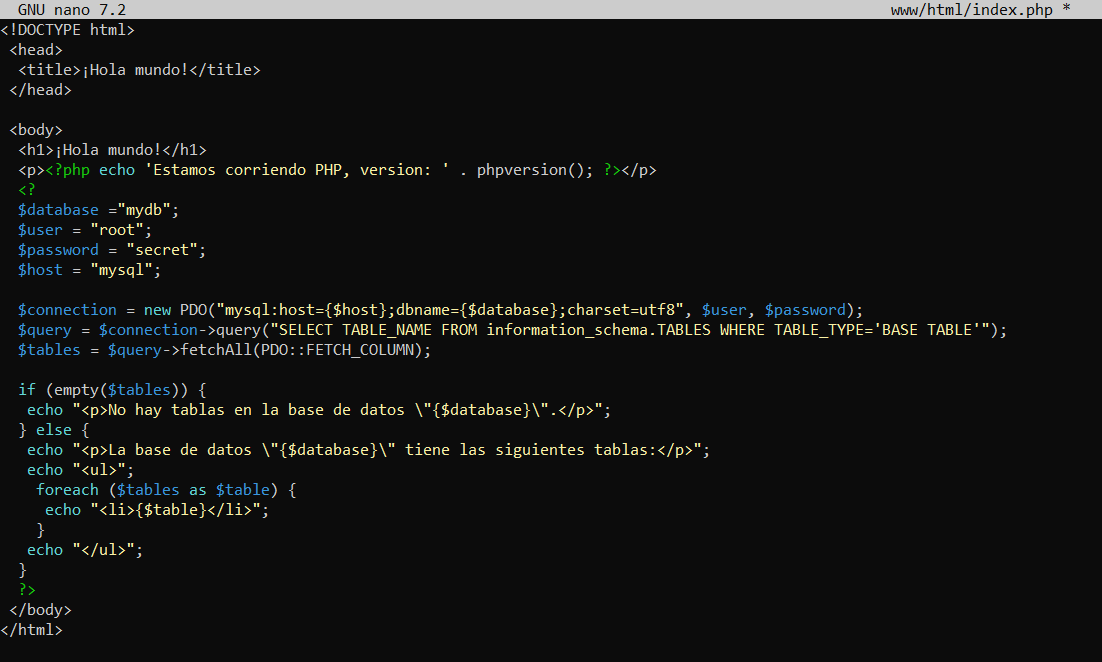 GNU nano 7.2 www/html/index.php *
<!DOCTYPE html>
<head>
<title>¡Hola mundo!</title>
</head>
<body>
<h1>¡Hola mundo!</h1>
<p><?php echo 'Estamos corriendo PHP, version: ' . phpversion(); ?></p>
<?
$database ="mydb";
$user = "root";
$password = "secret";
$host = "mysql";
$connection = new PDO("mysql:host={$host};dbname={$database};charset=utf8", $user, $password);
$query = $connection->query("SELECT TABLE_NAME FROM information_schema.TABLES WHERE TABLE_TYPE='BASE TABLE'");
$tables = $query->fetchAll(PDO::FETCH_COLUMN);
if (empty($tables)) {
echo "<p>No hay tablas en la base de datos \"{$database}\".</p>";
} else {
echo "<p>La base de datos \"{$database}\" tiene las siguientes tablas:</p>";
echo "<ul>";
foreach ($tables as $table) {
echo "<li>{$table}</li>";
}
echo "</ul>";
}
?>
</body>
</html>